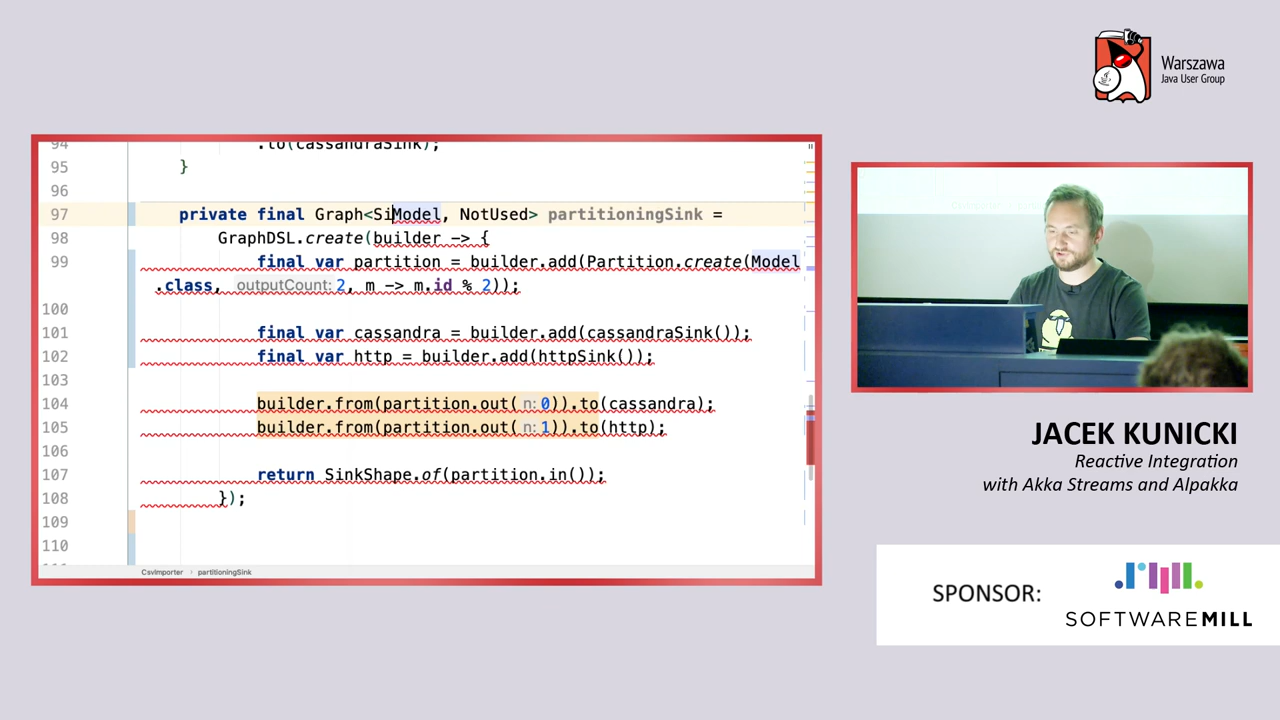 Warszawa
Java User Group
94 .to(cassandraSink);
95 }
96
97 private final Graph<SiModel, NotUsed> partitioningSink =
98 GraphDSL.create(builder -> {
99 final var partition = builder.add(Partition.create(Model
.class, outputCount: 2, m -> m.id % 2));
100
101 final var cassandra = builder.add(cassandraSink());
102 final var http = builder.add(httpSink());
103
104 builder.from(partition.out( n: 0)).to(cassandra);
105 builder.from(partition.out( n: 1)).to(http);
106
107 return SinkShape.of(partition.in());
108 });
109
110
CsvImporter › partitioningSink
JACEK KUNICKI
Reactive Integration
with Akka Streams and Alpakka
SPONSOR:
SOFTWAREMILL